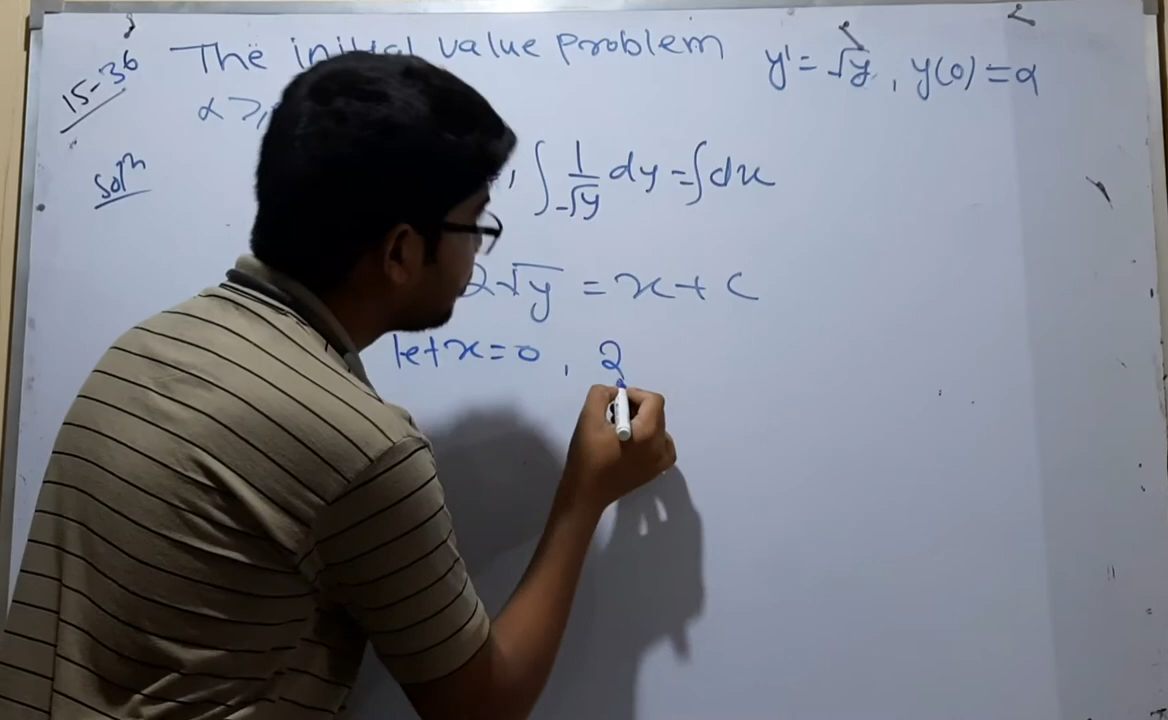 15-36
The initial value problem y' = √y, y(0) = α
α ≥
Solⁿ
, ∫ 1/√y dy = ∫ dx
2√y = x + c
let x = 0, 2